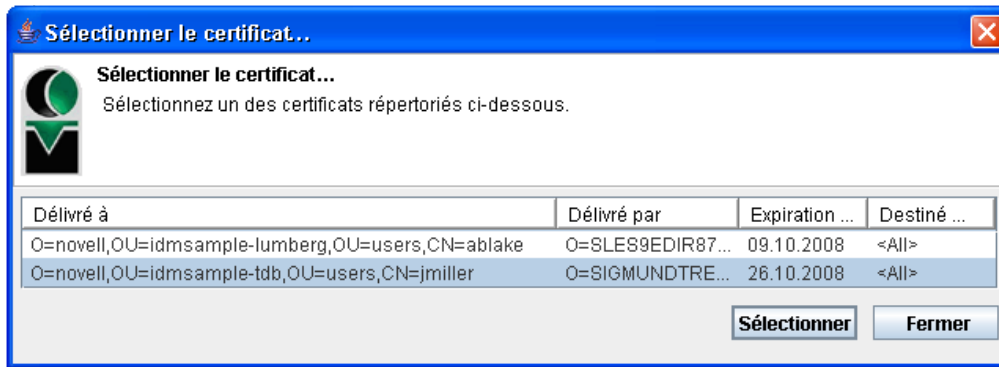 Sélectionner le certificat...
Sélectionner le certificat...
Sélectionnez un des certificats répertoriés ci-dessous.
Délivré à Délivré par Expiration ... Destiné ...
O=novell,OU=idmsample-lumberg,OU=users,CN=ablake O=SLES9EDIR87... 09.10.2008 <All>
O=novell,OU=idmsample-tdb,OU=users,CN=jmiller O=SIGMUNDTRE... 26.10.2008 <All>
Sélectionner Fermer